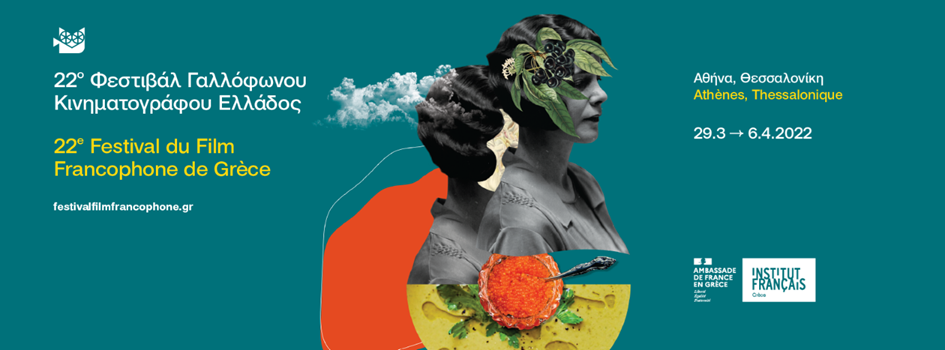 22ο Φεστιβάλ Γαλλόφωνου
Κινηματογράφου Ελλάδος
22e Festival du Film
Francophone de Grèce
festivalfilmfrancophone.gr
Αθήνα, Θεσσαλονίκη
Athènes, Thessalonique
29.3 → 6.4.2022
AMBASSADE
DE FRANCE
EN GRÈCE
Liberté
Égalité
Fraternité
INSTITUT
FRANÇAIS
Grèce